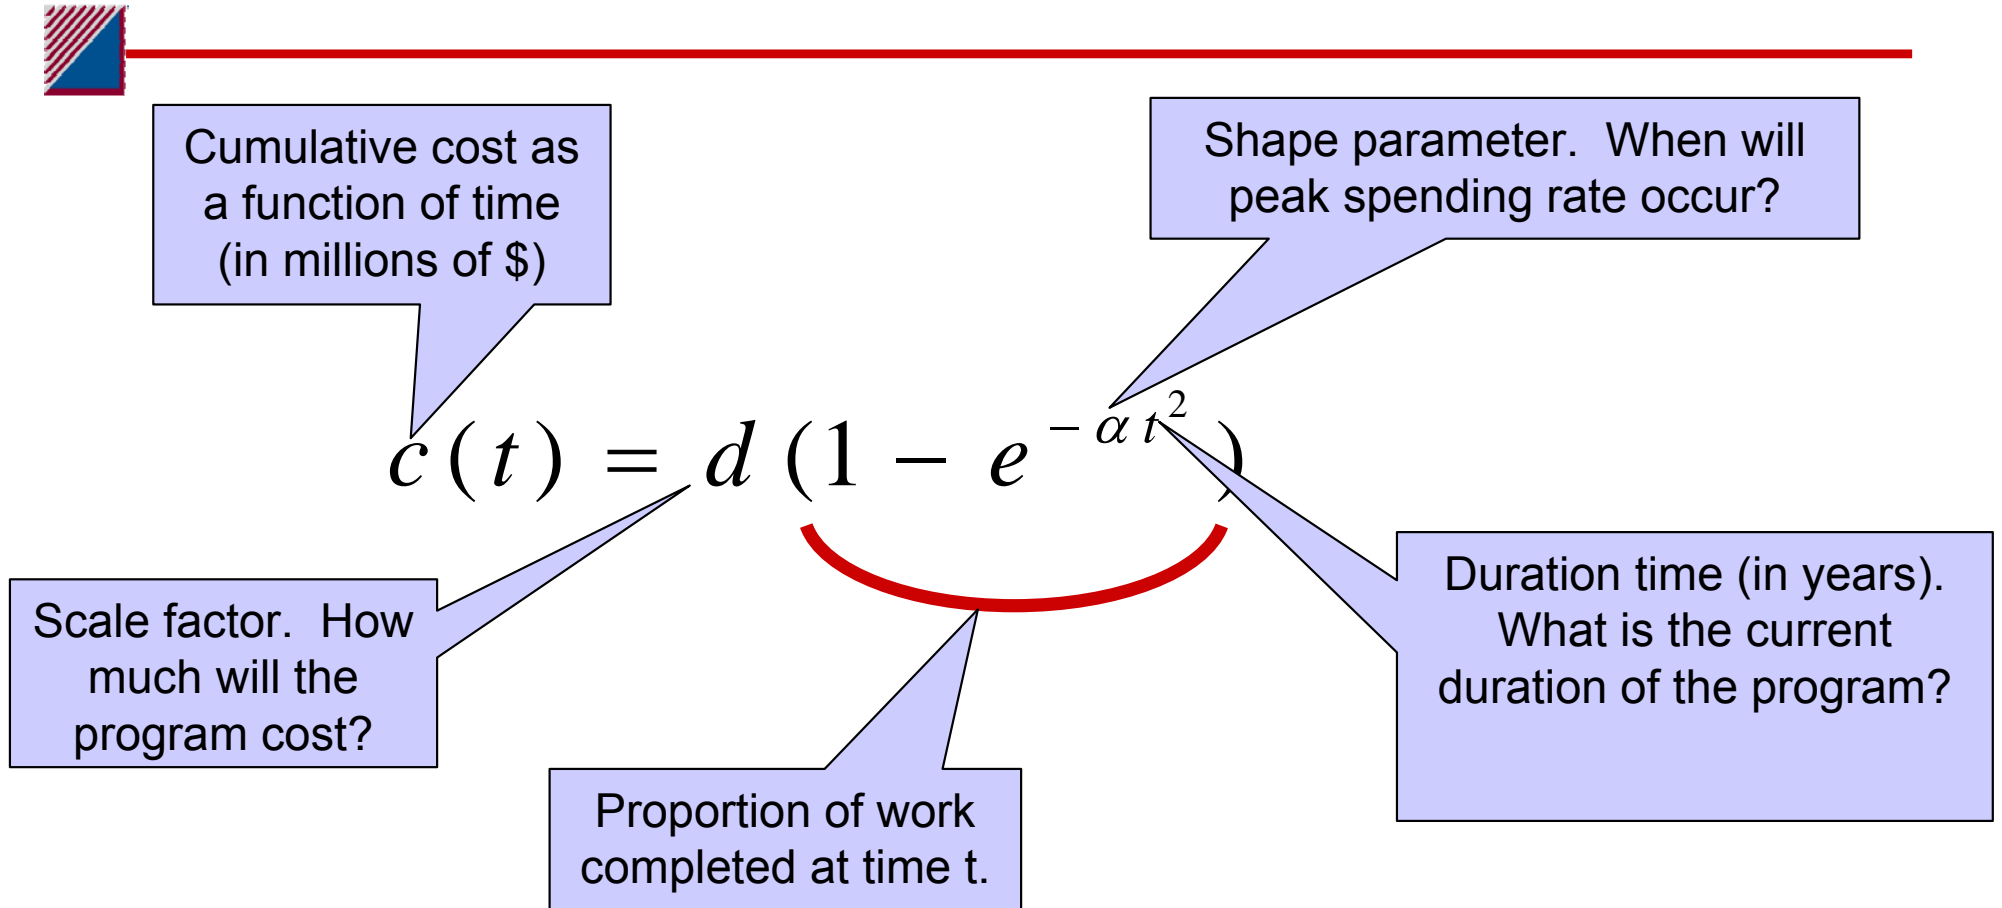 Cumulative cost as
a function of time
(in millions of $)
Shape parameter.  When will
peak spending rate occur?
c(t) = d(1 − e^{−αt²})
Scale factor.  How
much will the
program cost?
Duration time (in years).
What is the current
duration of the program?
Proportion of work
completed at time t.